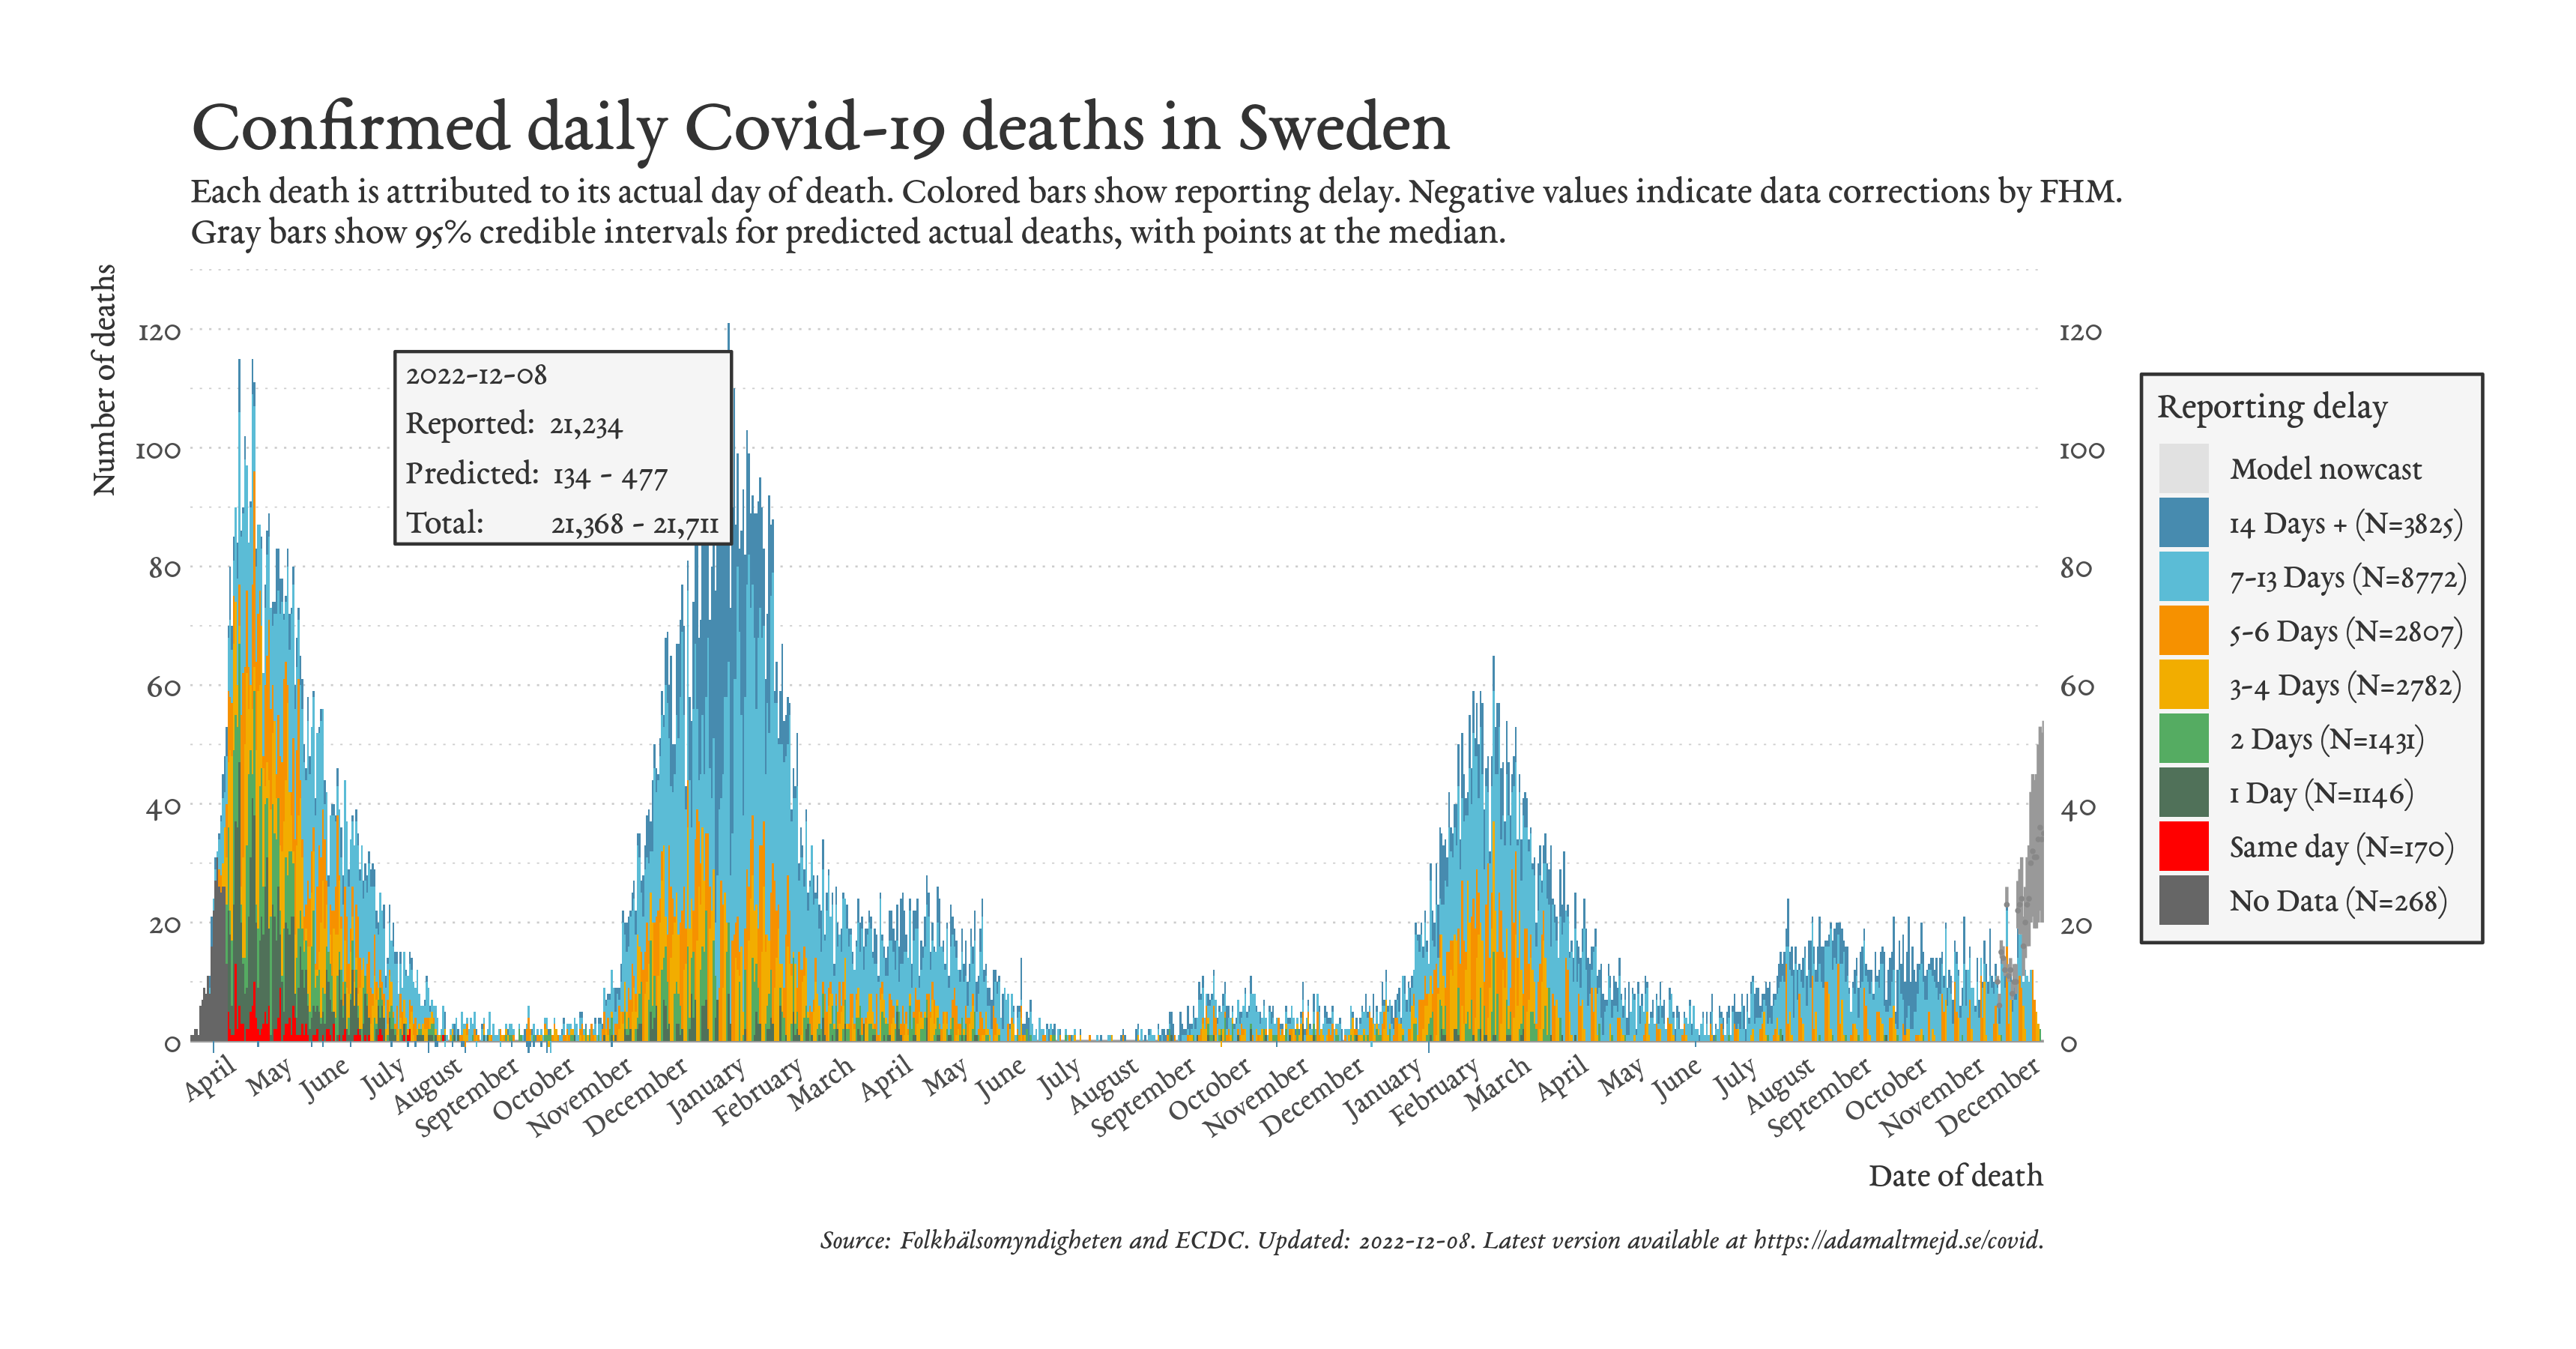 Confirmed daily Covid-19 deaths in Sweden
Each death is attributed to its actual day of death. Colored bars show reporting delay. Negative values indicate data corrections by FHM.
Gray bars show 95% credible intervals for predicted actual deaths, with points at the median.
Number of deaths
120
100
80
60
40
20
0
2022-12-08
Reported: 21,234
Predicted: 134 - 477
Total: 21,368 - 21,711
120
100
80
60
40
20
0
Reporting delay
Model nowcast
14 Days + (N=3825)
7-13 Days (N=8772)
5-6 Days (N=2807)
3-4 Days (N=2782)
2 Days (N=1431)
1 Day (N=1146)
Same day (N=170)
No Data (N=268)
April
May
June
July
August
September
October
November
December
January
February
March
April
May
June
July
August
September
October
November
December
January
February
March
April
May
June
July
August
September
October
November
December
Date of death
Source: Folkhälsomyndigheten and ECDC. Updated: 2022-12-08. Latest version available at https://adamaltmejd.se/covid.